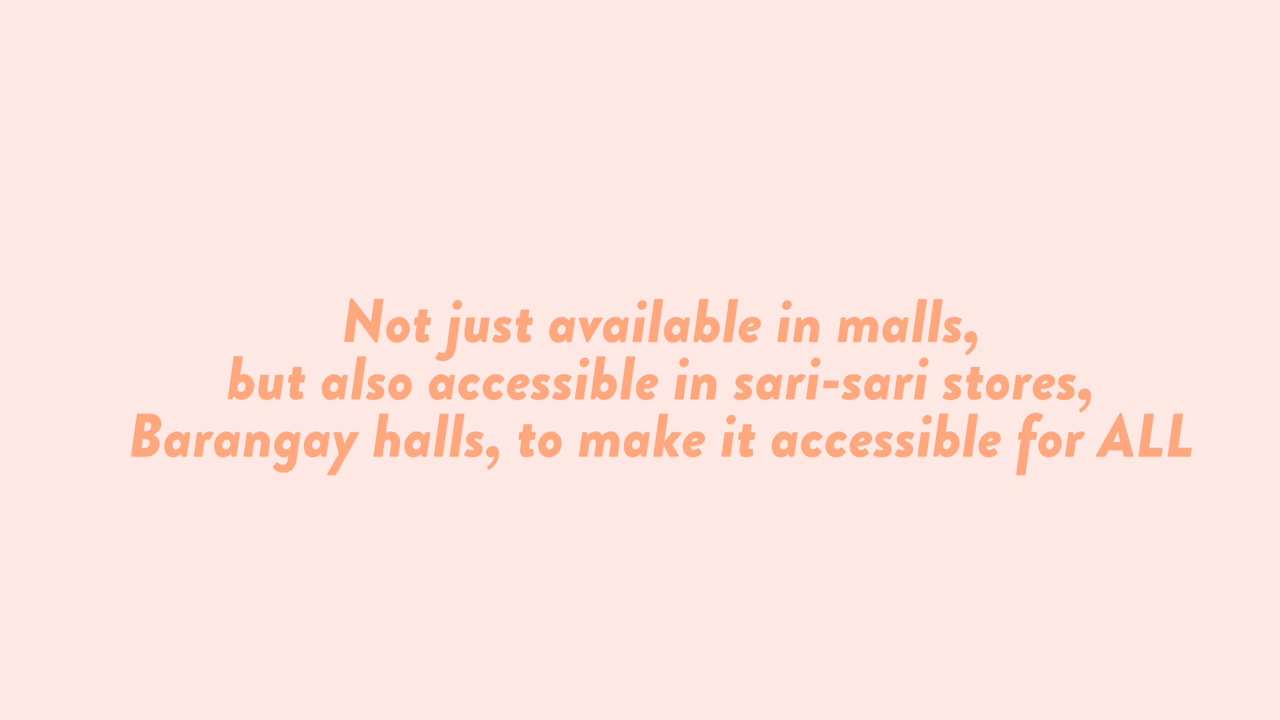 Not just available in malls,
but also accessible in sari-sari stores,
Barangay halls, to make it accessible for ALL